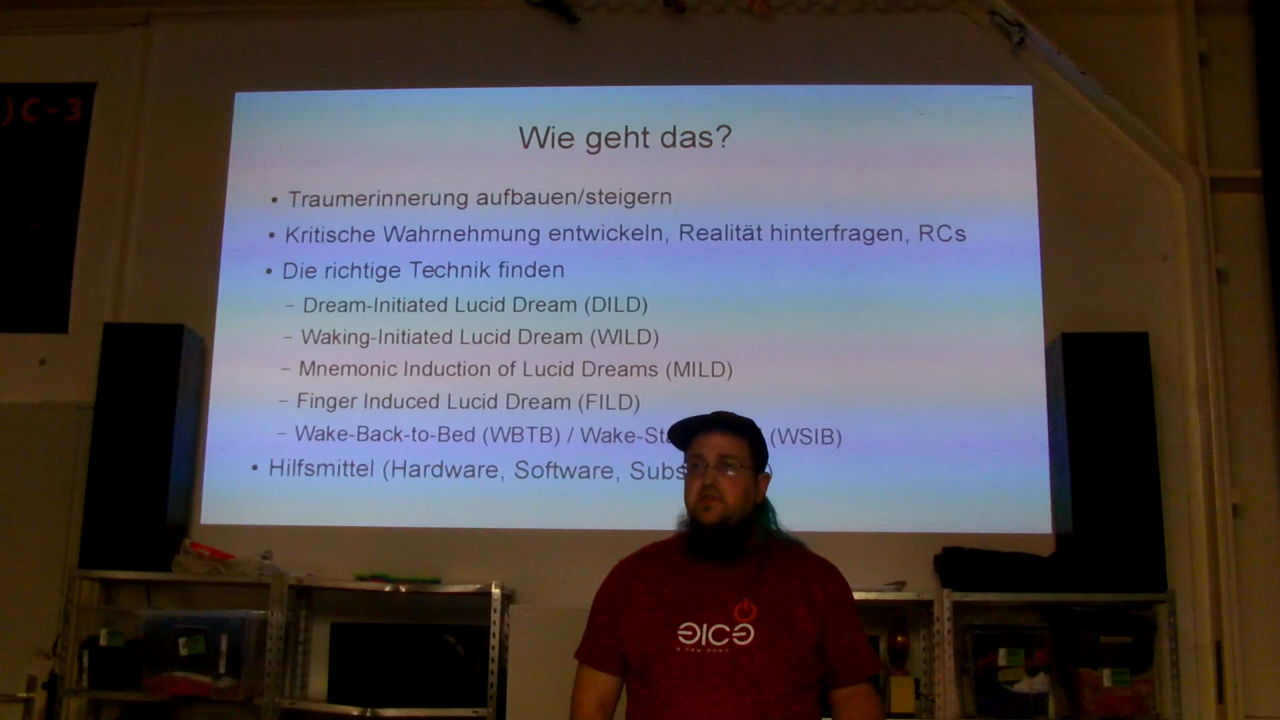 )C-3
Wie geht das?
• Traumerinnerung aufbauen/steigern
• Kritische Wahrnehmung entwickeln, Realität hinterfragen, RCs
• Die richtige Technik finden
– Dream-Initiated Lucid Dream (DILD)
– Waking-Initiated Lucid Dream (WILD)
– Mnemonic Induction of Lucid Dreams (MILD)
– Finger Induced Lucid Dream (FILD)
– Wake-Back-to-Bed (WBTB) / Wake- (WSIB)
• Hilfsmittel (Hardware, Software, )